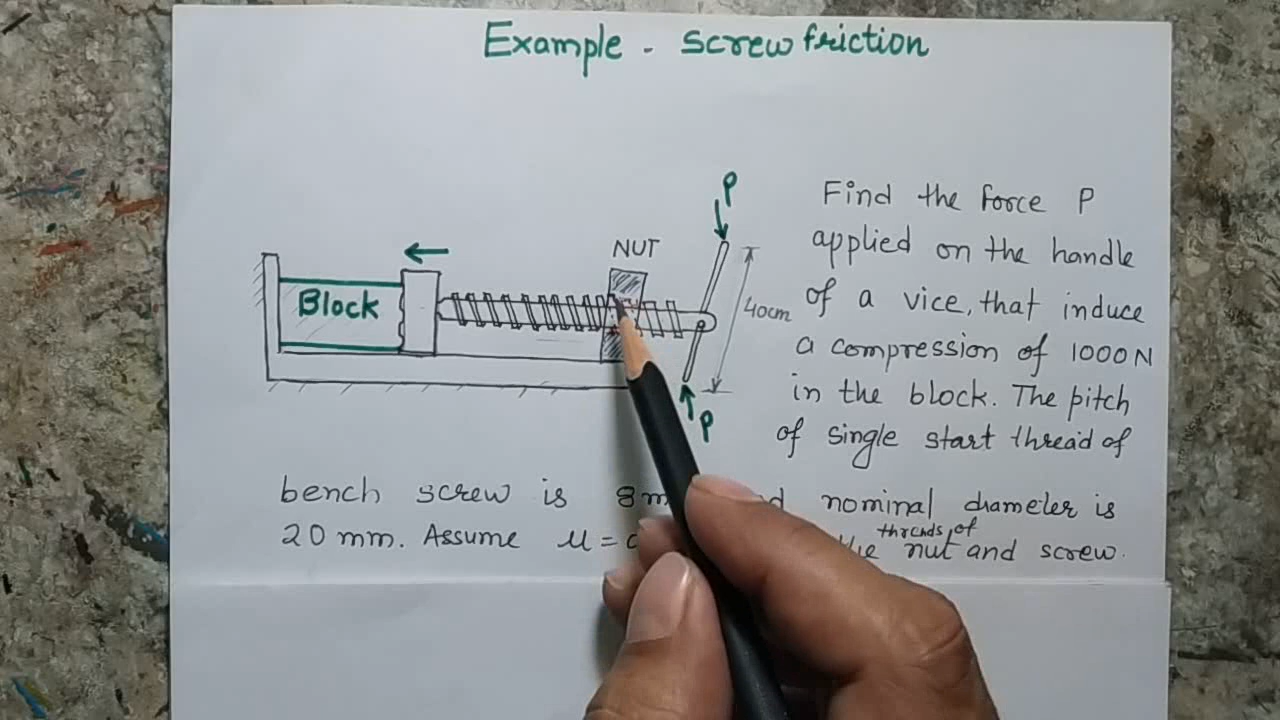 Example - screw friction
P
NUT
Block
40cm
P
Find the force P
applied on the handle
of a vice, that induce
a compression of 1000N
in the block. The pitch
of single start thread of
bench screw is 8m nominal diameter is
threads of
20 mm. Assume μ= nut and screw.